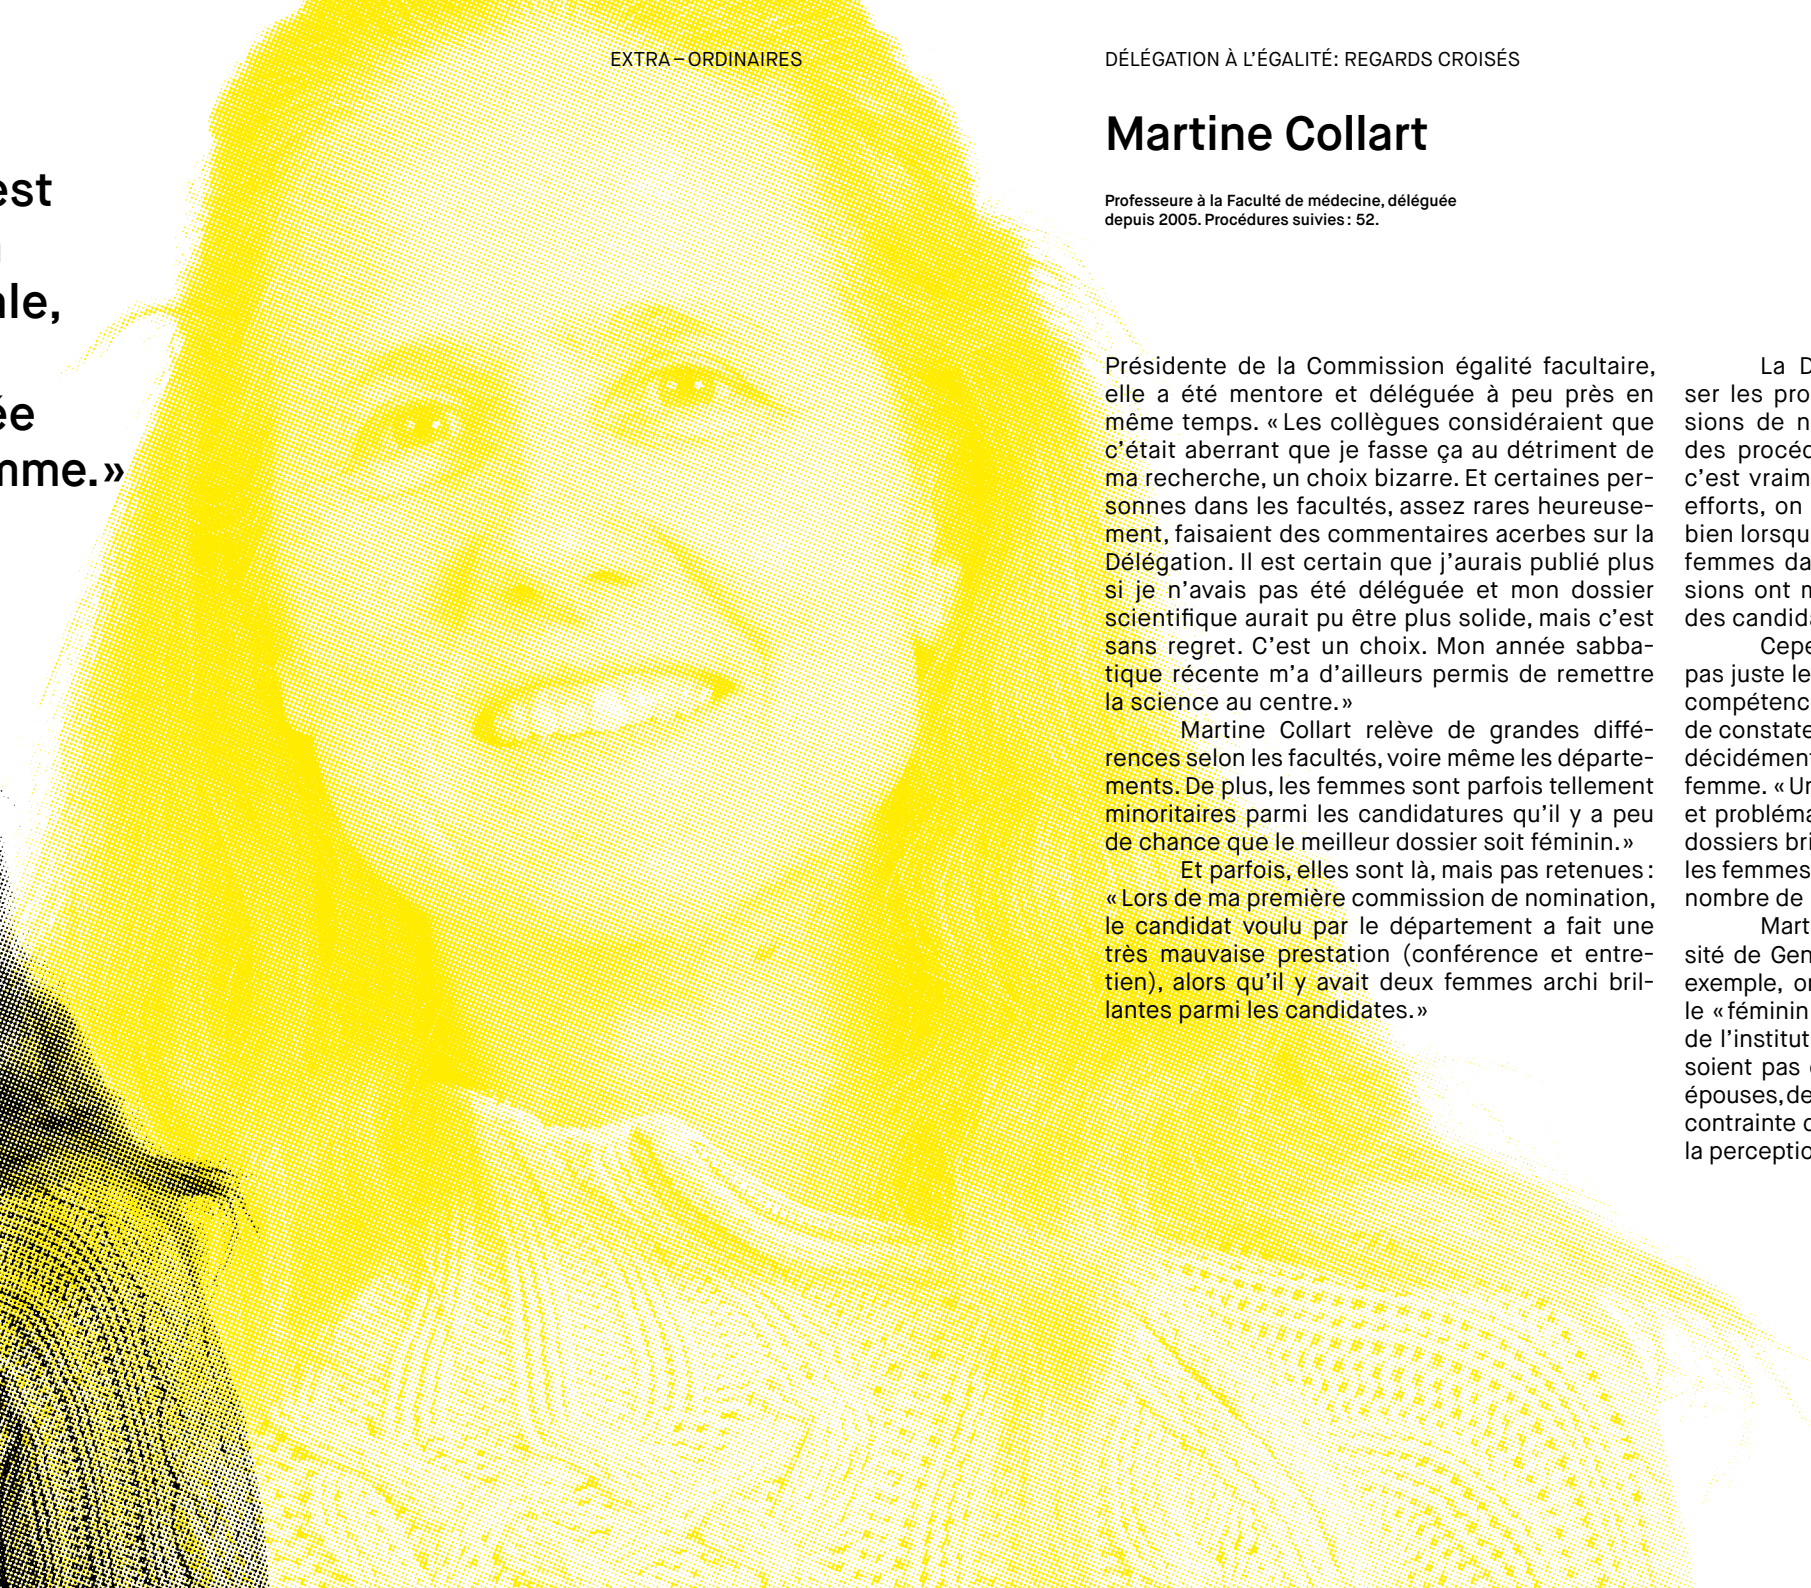 est
ale,
ée
mme. »
EXTRA – ORDINAIRES
DÉLÉGATION À L’ÉGALITÉ: REGARDS CROISÉS
Martine Collart
Professeure à la Faculté de médecine, déléguée
depuis 2005. Procédures suivies : 52.
Présidente de la Commission égalité facultaire,
elle a été mentore et déléguée à peu près en
même temps. « Les collègues considéraient que
c’était aberrant que je fasse ça au détriment de
ma recherche, un choix bizarre. Et certaines per-
sonnes dans les facultés, assez rares heureuse-
ment, faisaient des commentaires acerbes sur la
Délégation. Il est certain que j’aurais publié plus
si je n’avais pas été déléguée et mon dossier
scientifique aurait pu être plus solide, mais c’est
sans regret. C’est un choix. Mon année sabba-
tique récente m’a d’ailleurs permis de remettre
la science au centre. »
Martine Collart relève de grandes diffé-
rences selon les facultés, voire même les départe-
ments. De plus, les femmes sont parfois tellement
minoritaires parmi les candidatures qu’il y a peu
de chance que le meilleur dossier soit féminin. »
Et parfois, elles sont là, mais pas retenues :
« Lors de ma première commission de nomination,
le candidat voulu par le département a fait une
très mauvaise prestation (conférence et entre-
tien), alors qu’il y avait deux femmes archi bril-
lantes parmi les candidates. »
La D
ser les pro
sions de n
des procéd
c’est vraim
efforts, on
bien lorsqu
femmes da
sions ont m
des candida
Cepe
pas juste le
compétenc
de constate
décidément
femme. « Un
et probléma
dossiers bri
les femmes
nombre de
Mart
sité de Gen
exemple, on
le « féminin
de l’institut
soient pas
épouses, de
contrainte
la perceptio